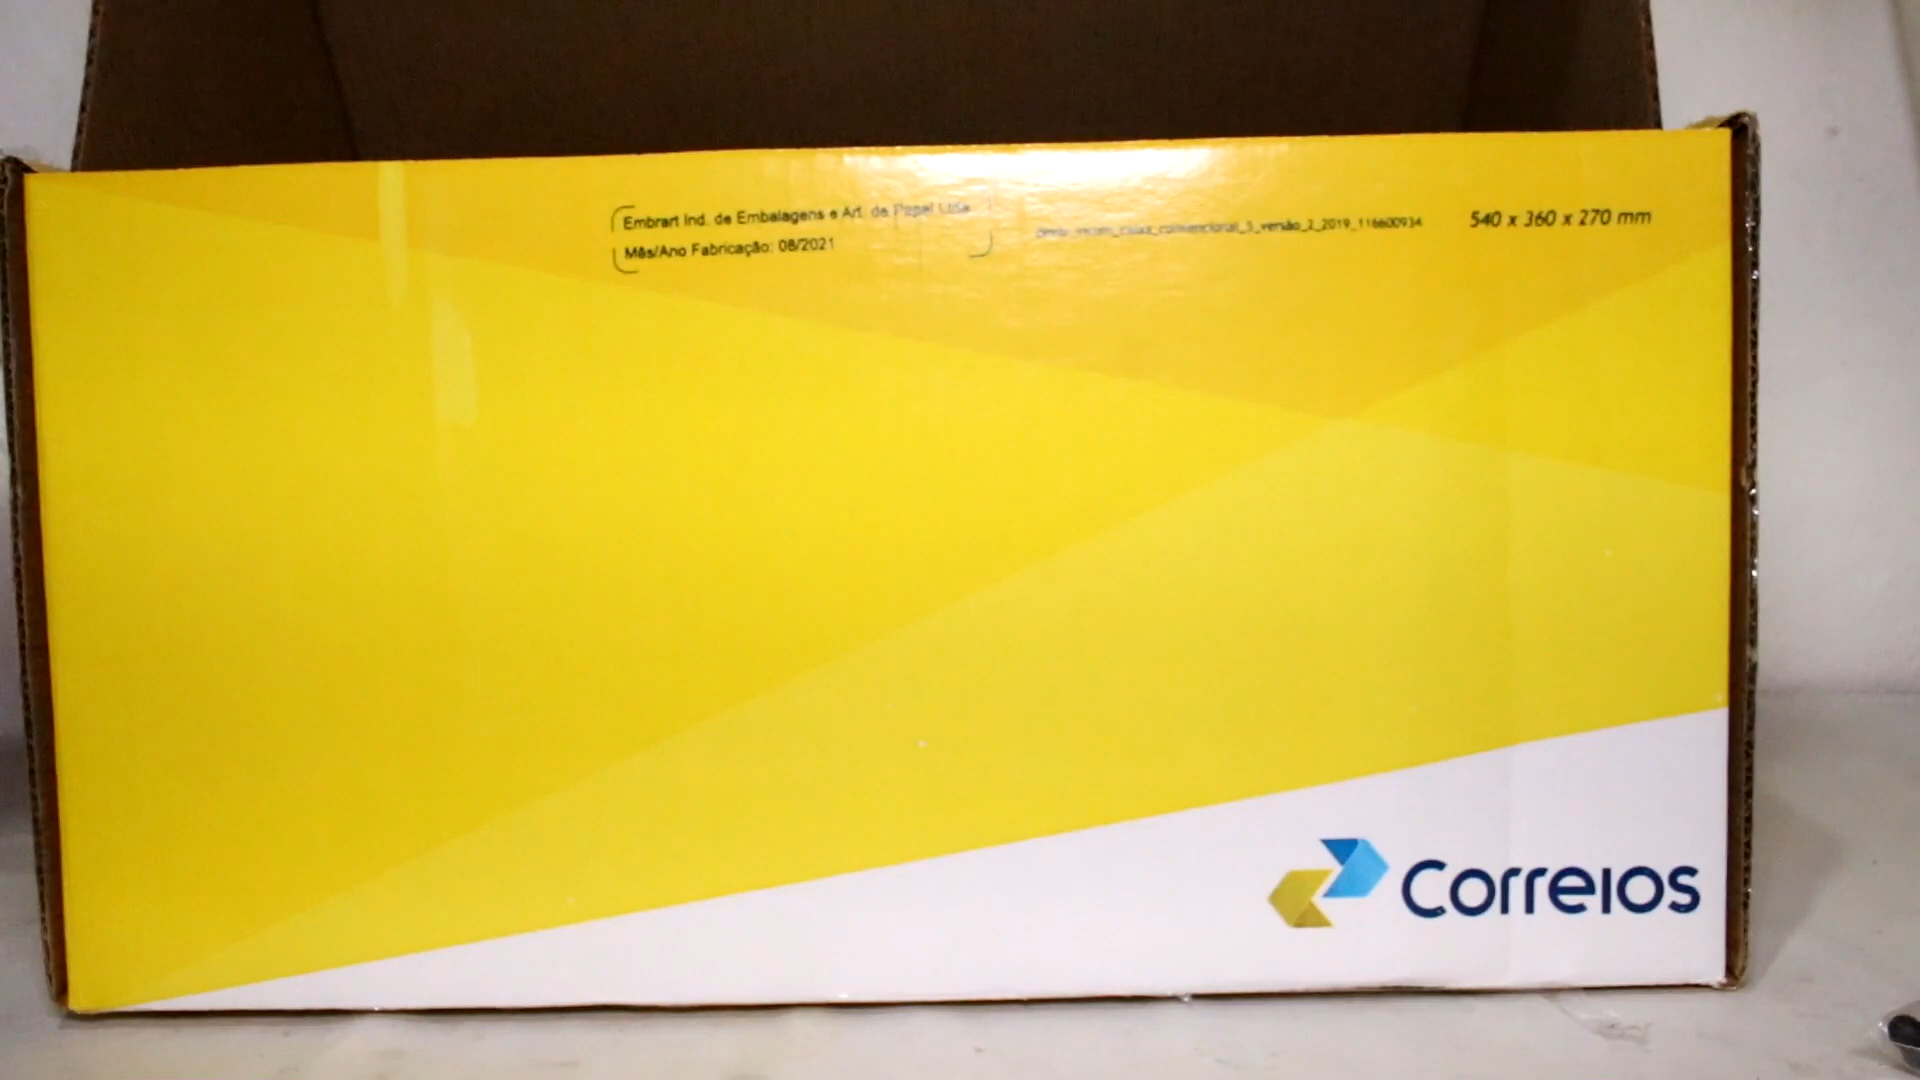 Embrart Ind. de Embalagens e Art. de Papel Ltda
Mês/Ano Fabricação: 08/2021
540 x 360 x 270 mm
Correios